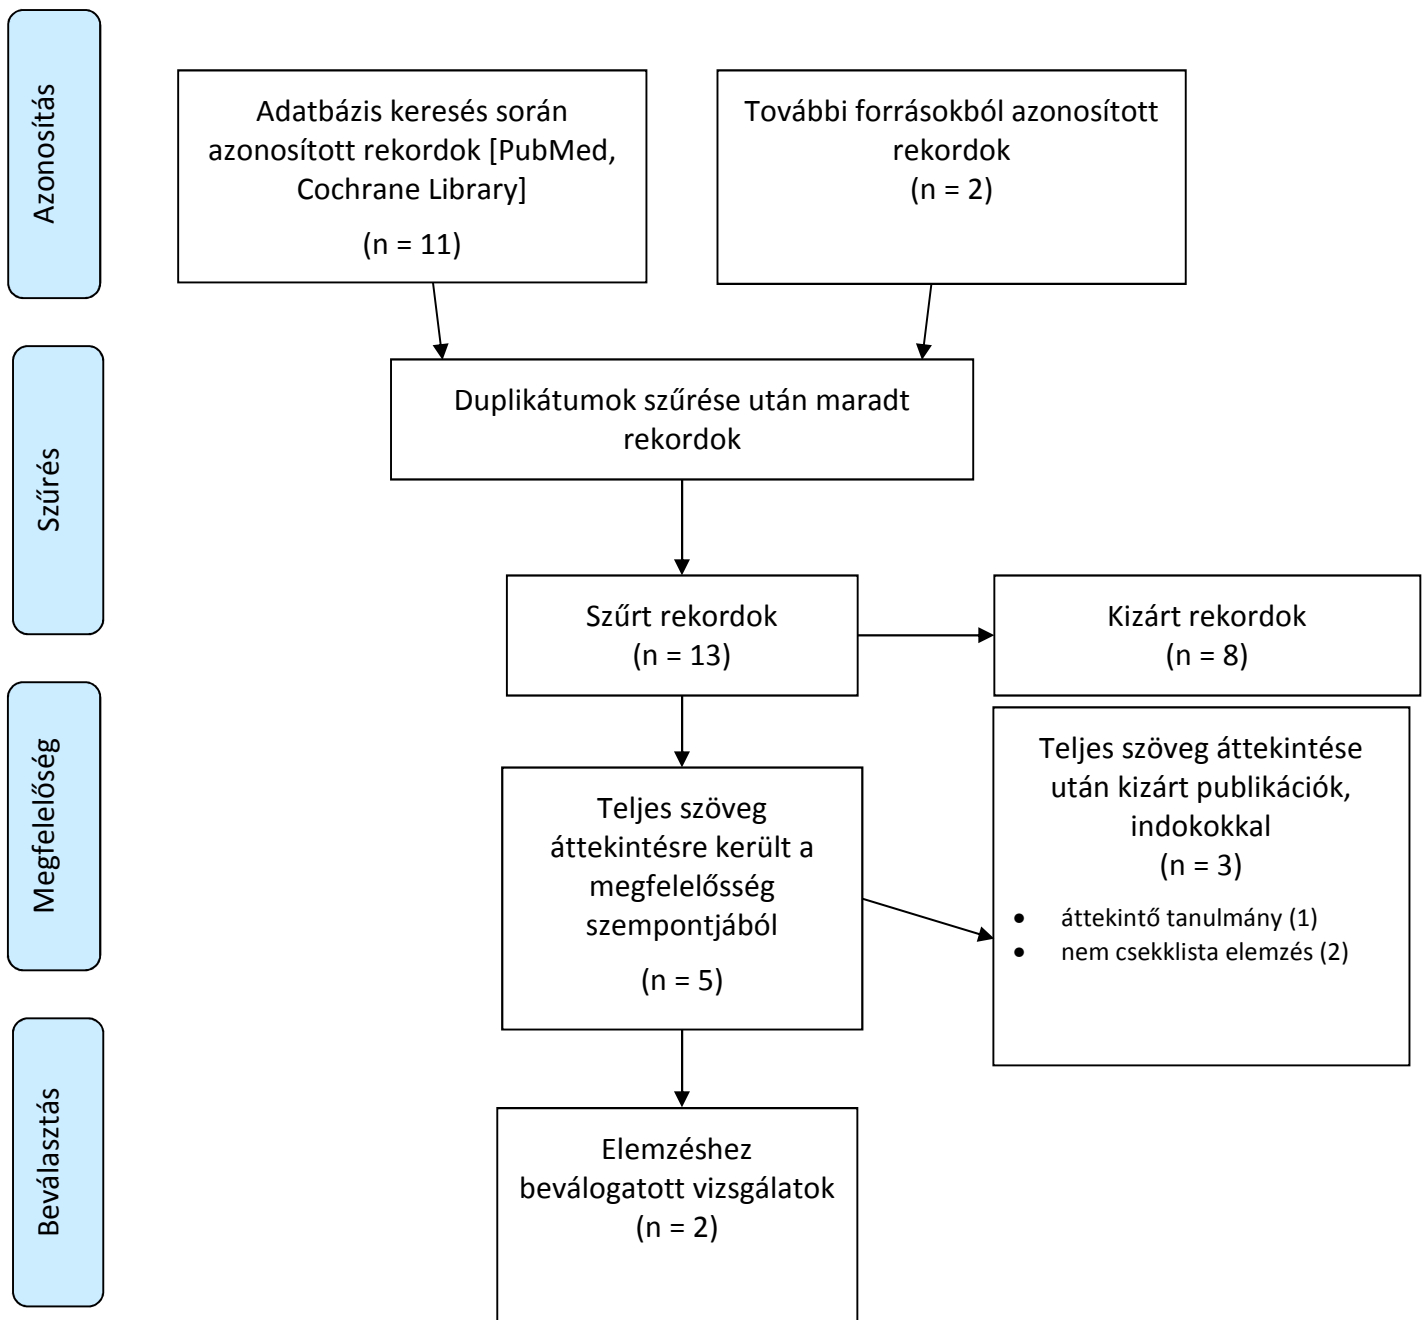 Azonosítás
Adatbázis keresés során
azonosított rekordok [PubMed,
Cochrane Library]
(n = 11)
További forrásokból azonosított
rekordok
(n = 2)
Szűrés
Duplikátumok szűrése után maradt
rekordok
Szűrt rekordok
(n = 13)
Kizárt rekordok
(n = 8)
Megfelelőség
Teljes szöveg
áttekintésre került a
megfelelősség
szempontjából
(n = 5)
Teljes szöveg áttekintése
után kizárt publikációk,
indokokkal
(n = 3)
• áttekintő tanulmány (1)
• nem csekklista elemzés (2)
Beválasztás
Elemzéshez
beválogatott vizsgálatok
(n = 2)